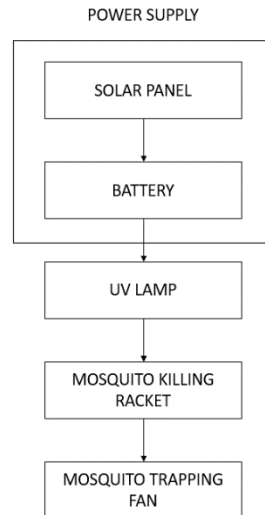 POWER SUPPLY
SOLAR PANEL
BATTERY
UV LAMP
MOSQUITO KILLING
RACKET
MOSQUITO TRAPPING
FAN